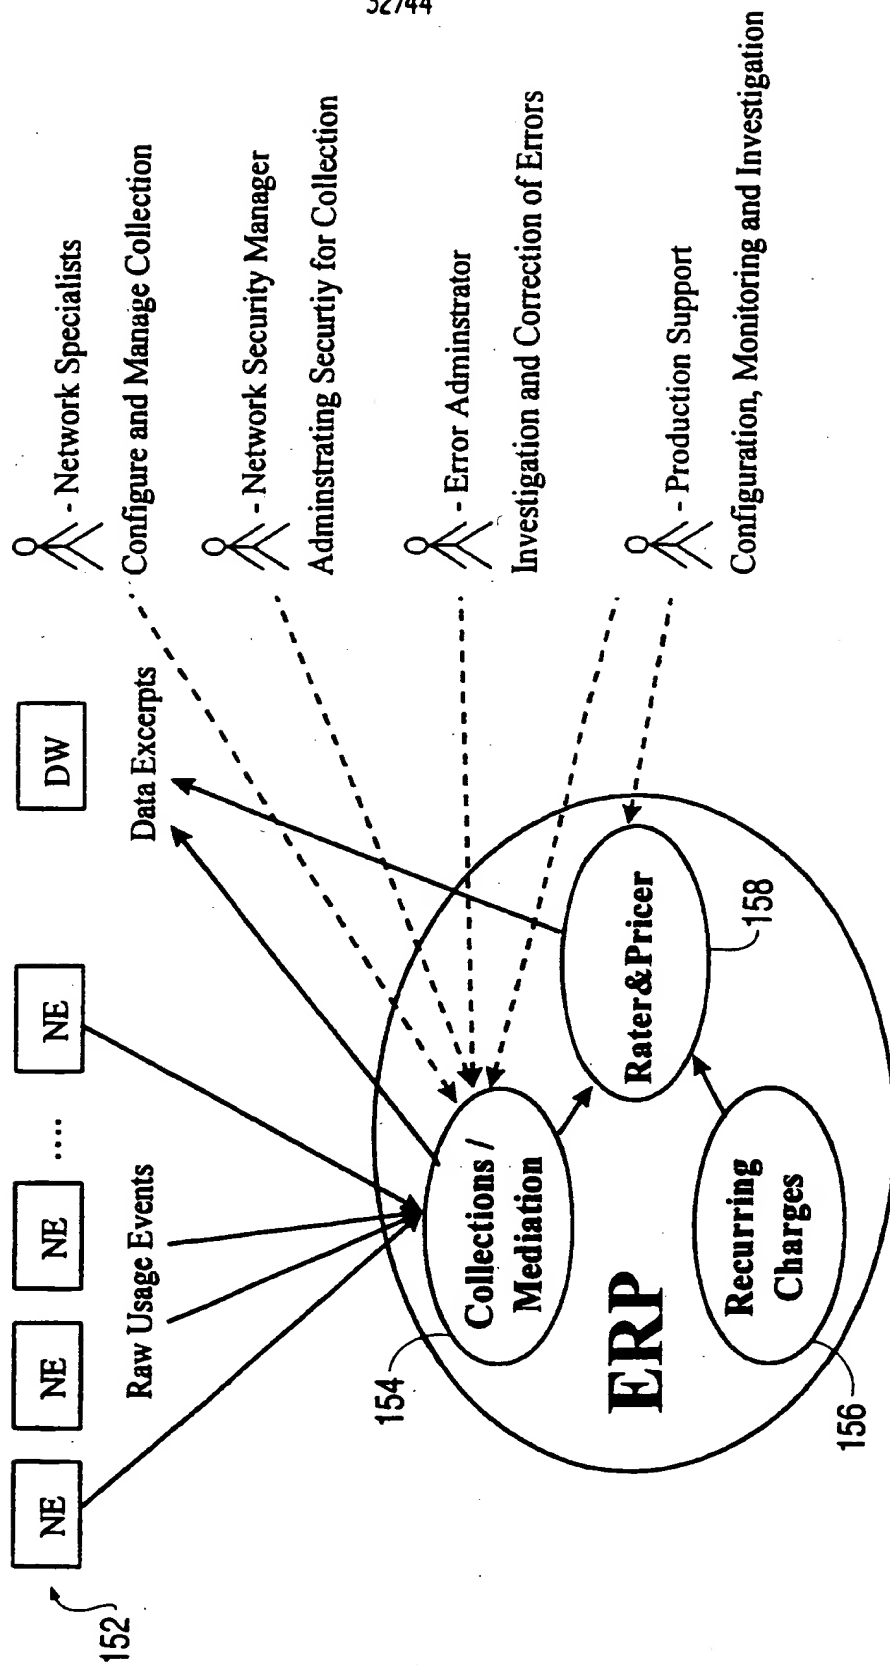 32/44
NE
NE
NE
....
NE
DW
152
Raw Usage Events
Data Excerpts
- Network Specialists
Configure and Manage Collection
- Network Security Manager
Adminstrating Securtiy for Collection
- Error Adminstrator
Investigation and Correction of Errors
- Production Support
Configuration, Monitoring and Investigation
154
Collections /
Mediation
ERP
Rater&Pricer
158
Recurring
Charges
156